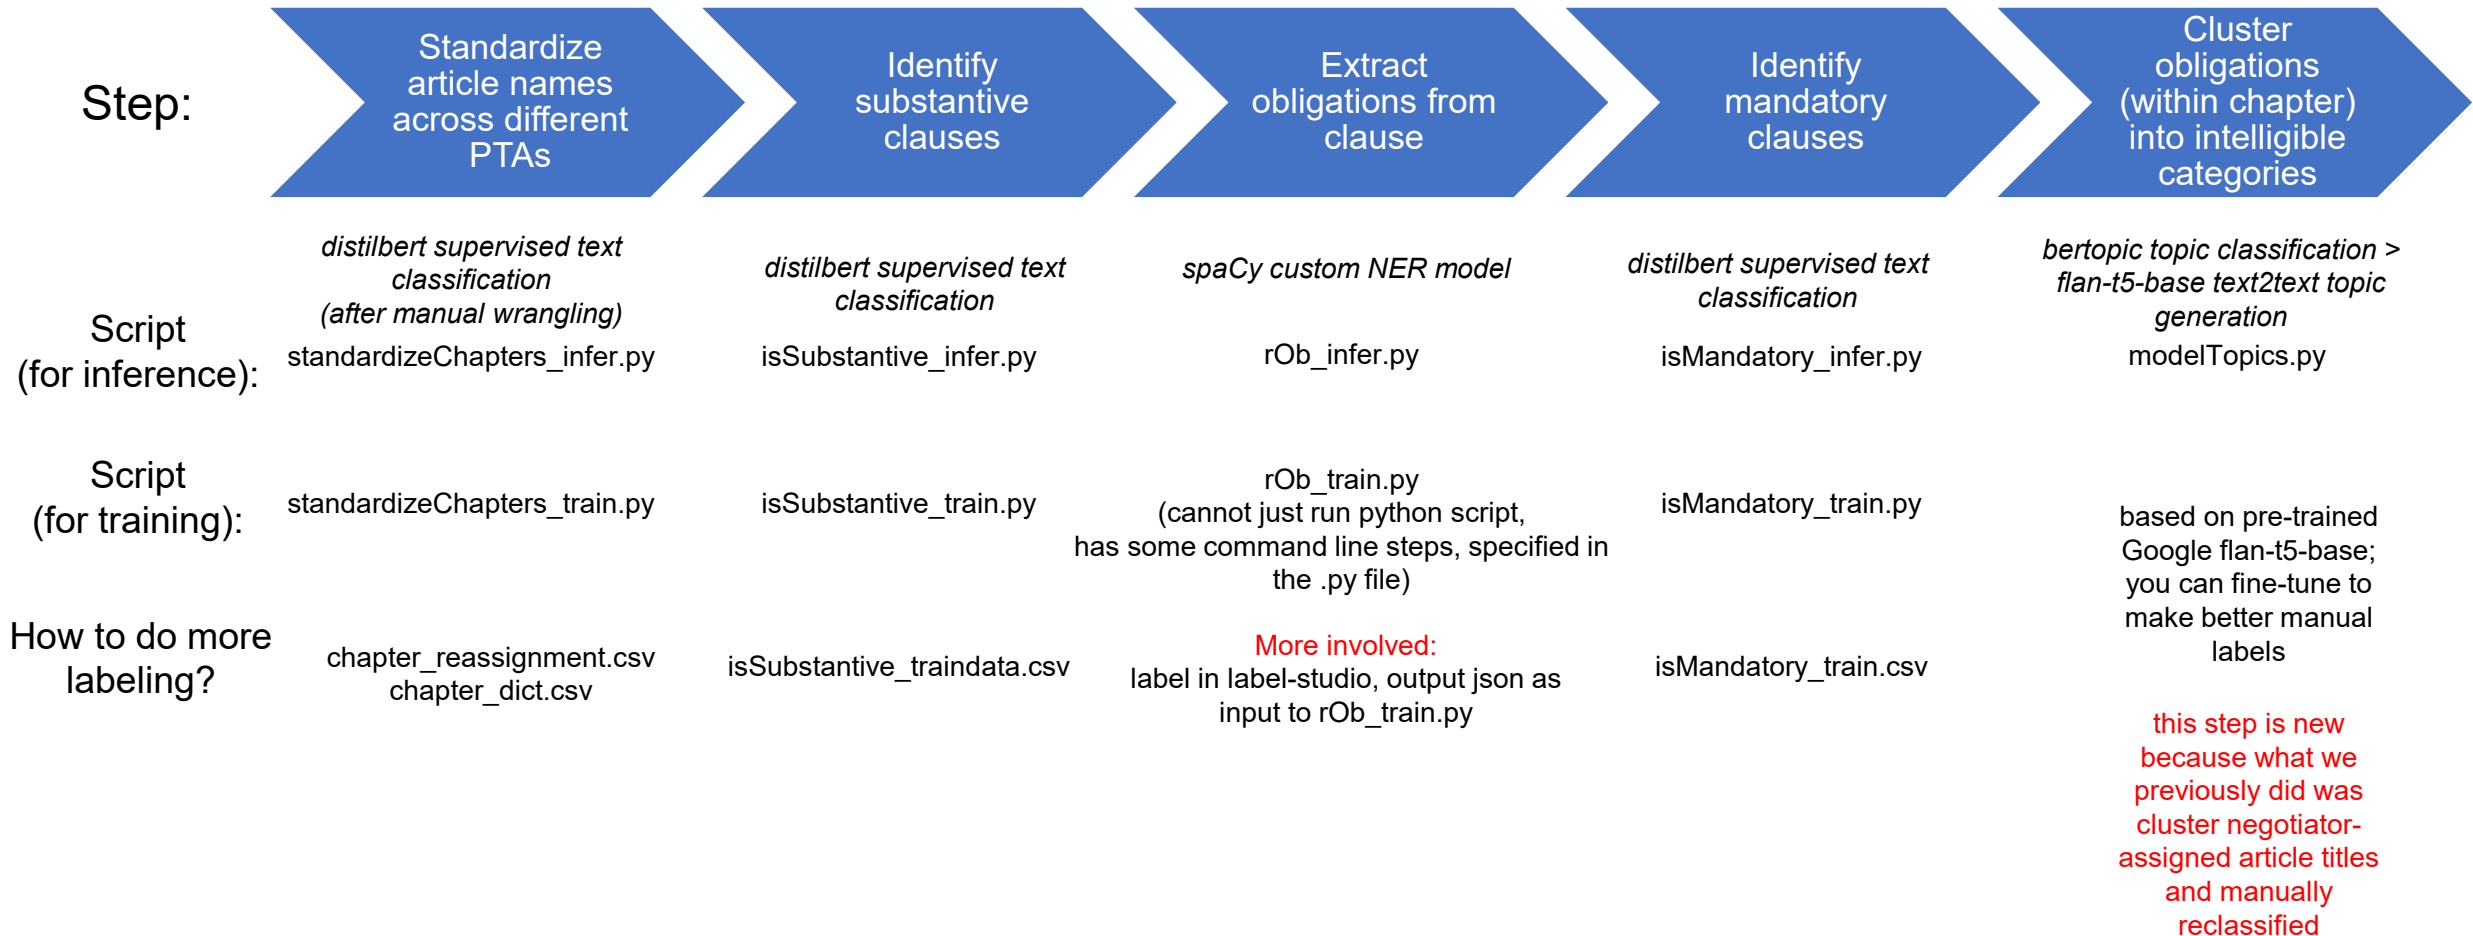 Step:
Standardize
article names
across different
PTAs
Identify
substantive
clauses
Extract
obligations from
clause
Identify
mandatory
clauses
Cluster
obligations
(within chapter)
into intelligible
categories
Script
(for inference):
distilbert supervised text
classification
(after manual wrangling)
standardizeChapters_infer.py
distilbert supervised text
classification
isSubstantive_infer.py
spaCy custom NER model
rOb_infer.py
distilbert supervised text
classification
isMandatory_infer.py
bertopic topic classification >
flan-t5-base text2text topic
generation
modelTopics.py
Script
(for training):
standardizeChapters_train.py
isSubstantive_train.py
rOb_train.py
(cannot just run python script,
has some command line steps, specified in
the .py file)
isMandatory_train.py
based on pre-trained
Google flan-t5-base;
you can fine-tune to
make better manual
labels
How to do more
labeling?
chapter_reassignment.csv
chapter_dict.csv
isSubstantive_traindata.csv
More involved:
label in label-studio, output json as
input to rOb_train.py
isMandatory_train.csv
this step is new
because what we
previously did was
cluster negotiator-
assigned article titles
and manually
reclassified